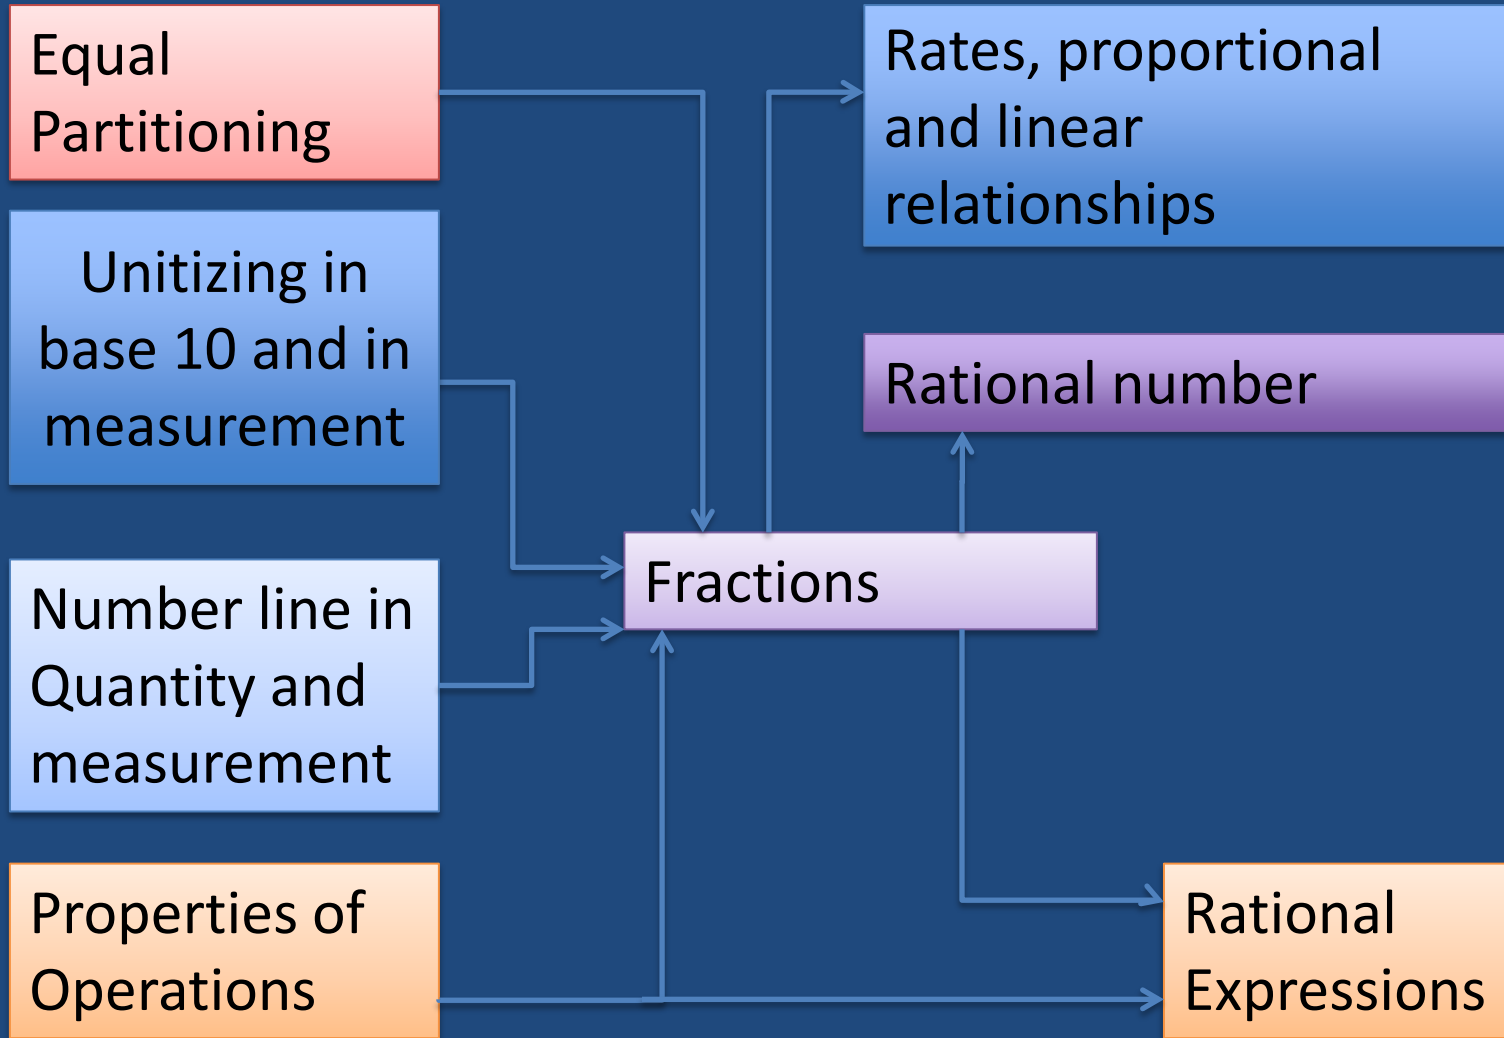 Equal
Partitioning
Unitizing in
base 10 and in
measurement
Number line in
Quantity and
measurement
Properties of
Operations
Fractions
Rates, proportional
and linear
relationships
Rational number
Rational
Expressions